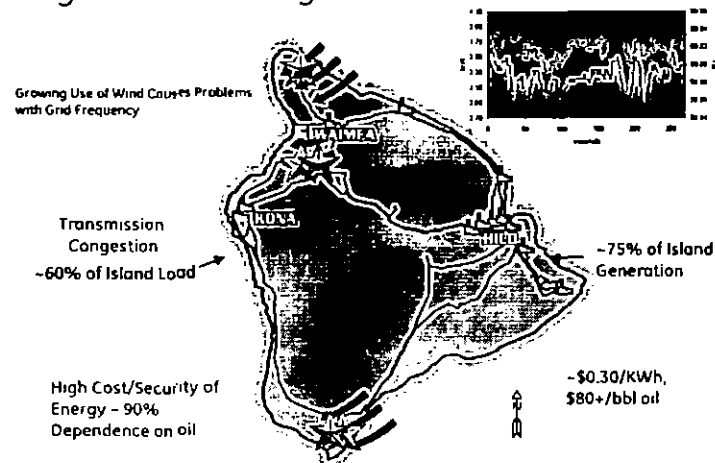 Growing Use of Wind Causes Problems
with Grid Frequency
WAIMEA
KONA
HILO
Transmission
Congestion
~60% of Island Load
~75% of Island
Generation
High Cost/Security of
Energy – 90%
Dependence on oil
~$0.30/KWh,
$80+/bbl oil